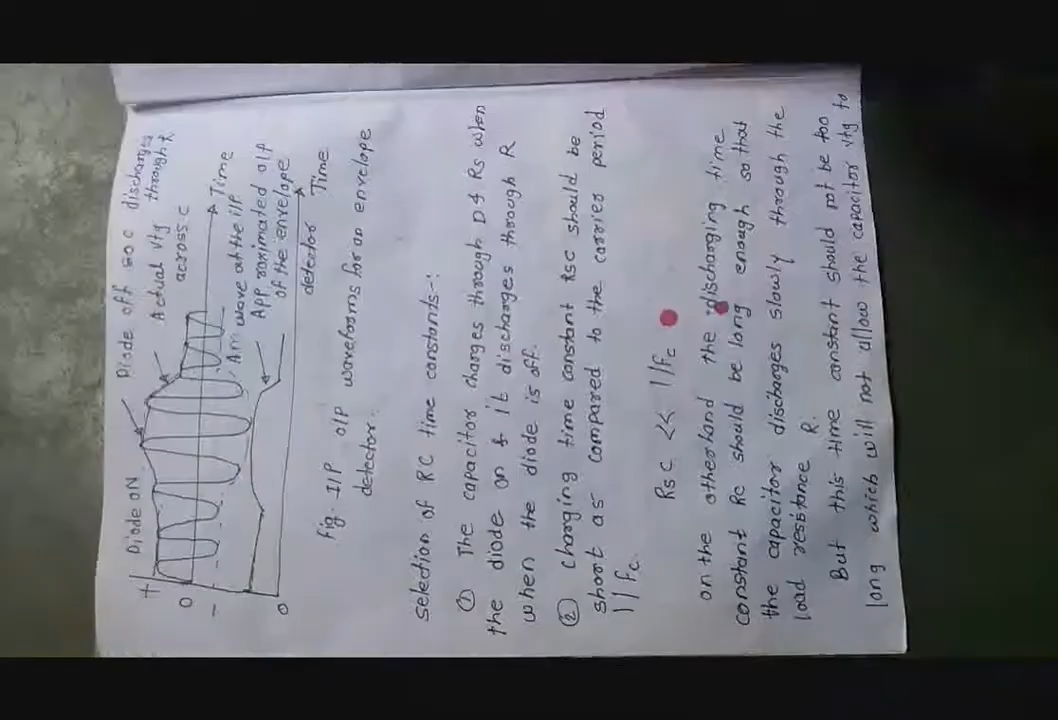 Diode ON
Diode off so c discharges
through R
Actual vtg
across c
+
0
-
Time
Am wave at the i/P
APP roximated o/P
of the envelope
detector
Time
0
fig. I/P o/p waveforms for an envelope
detector.
selection of RC time constants-:
① The capacitor charges through D & Rs when
the diode on & it discharges through R
when the diode is off.
② charging time constant Rsc should be
short as compared to the carrier period
1/fc.
Rsc << 1/fc
on the otherhand the discharging time
constant Rc should be long enough so that
the capacitor discharges slowly through the
load resistance R.
But this time constant should not be too
long which will not allow the capacitor vtg to